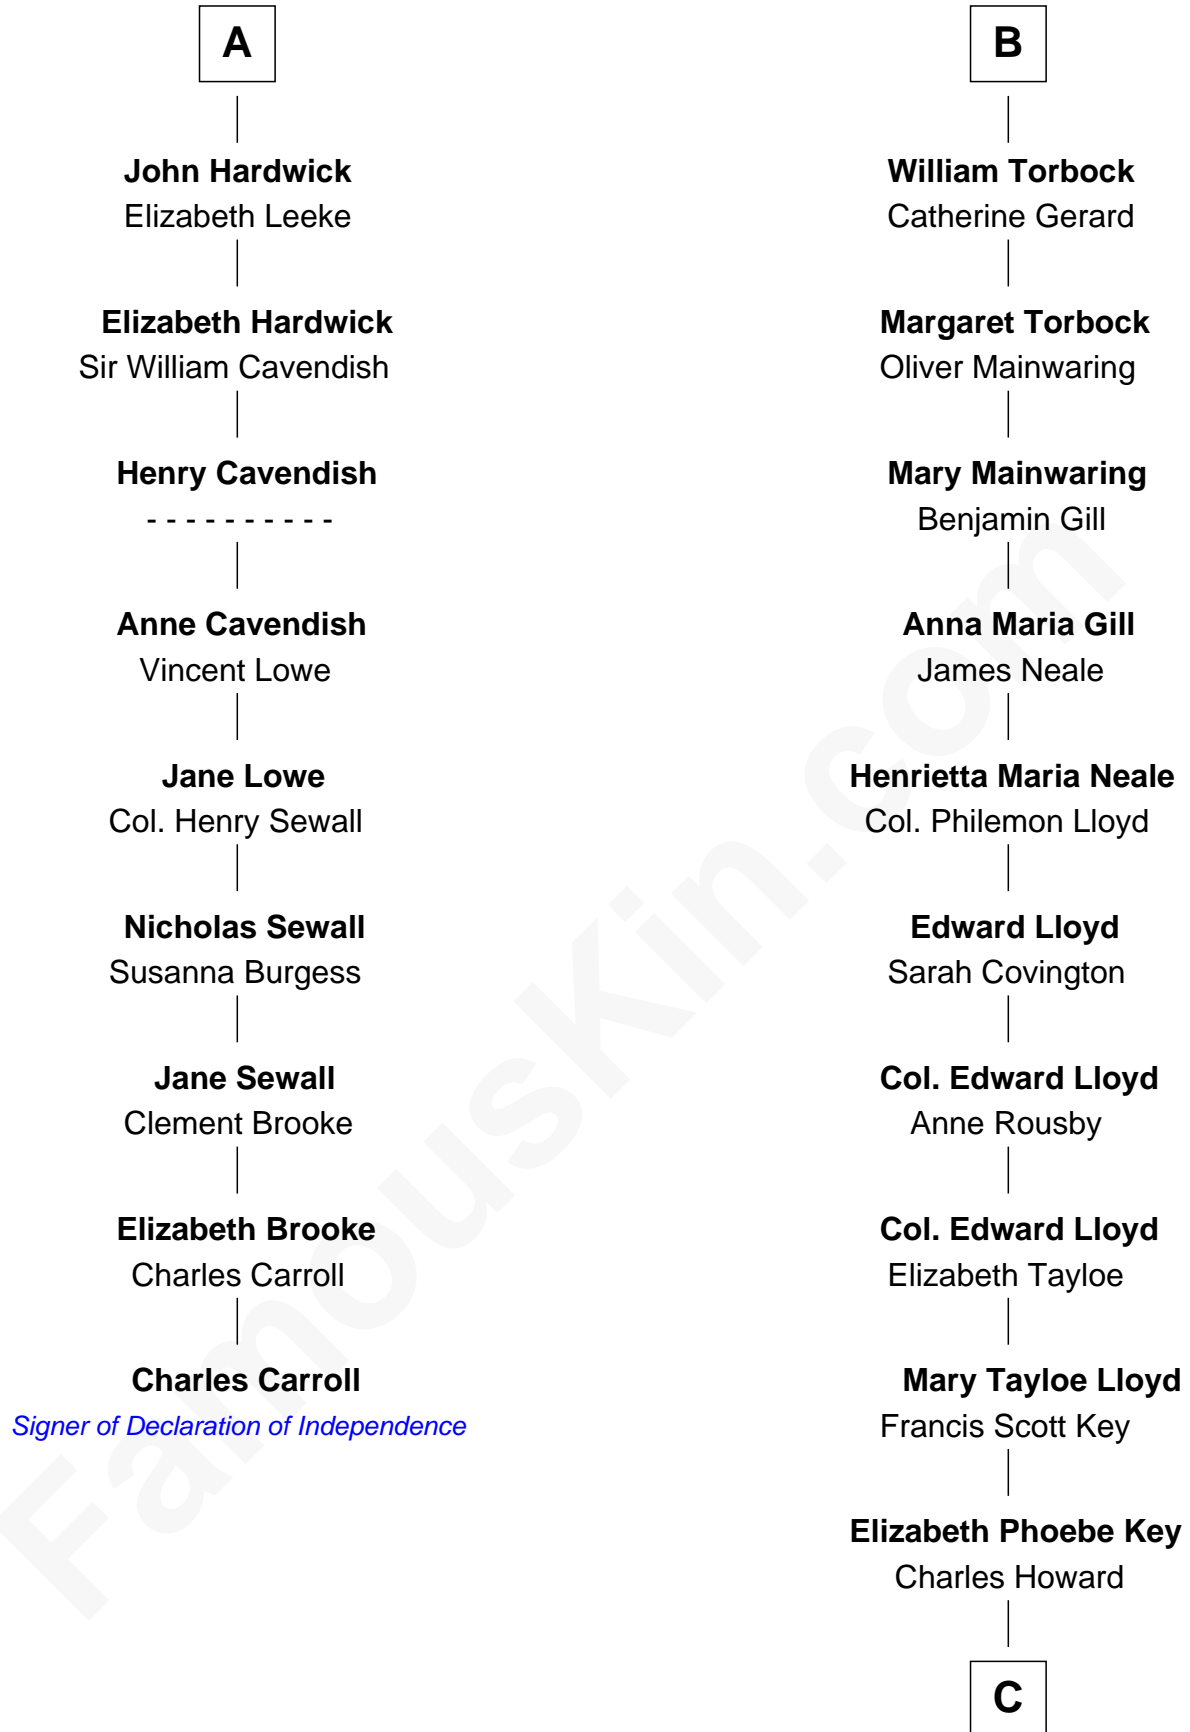 A
John Hardwick
Elizabeth Leeke
Elizabeth Hardwick
Sir William Cavendish
Henry Cavendish
- - - - - - - - - -
Anne Cavendish
Vincent Lowe
Jane Lowe
Col. Henry Sewall
Nicholas Sewall
Susanna Burgess
Jane Sewall
Clement Brooke
Elizabeth Brooke
Charles Carroll
Charles Carroll
Signer of Declaration of Independence
B
William Torbock
Catherine Gerard
Margaret Torbock
Oliver Mainwaring
Mary Mainwaring
Benjamin Gill
Anna Maria Gill
James Neale
Henrietta Maria Neale
Col. Philemon Lloyd
Edward Lloyd
Sarah Covington
Col. Edward Lloyd
Anne Rousby
Col. Edward Lloyd
Elizabeth Tayloe
Mary Tayloe Lloyd
Francis Scott Key
Elizabeth Phoebe Key
Charles Howard
C
FamousKin.com